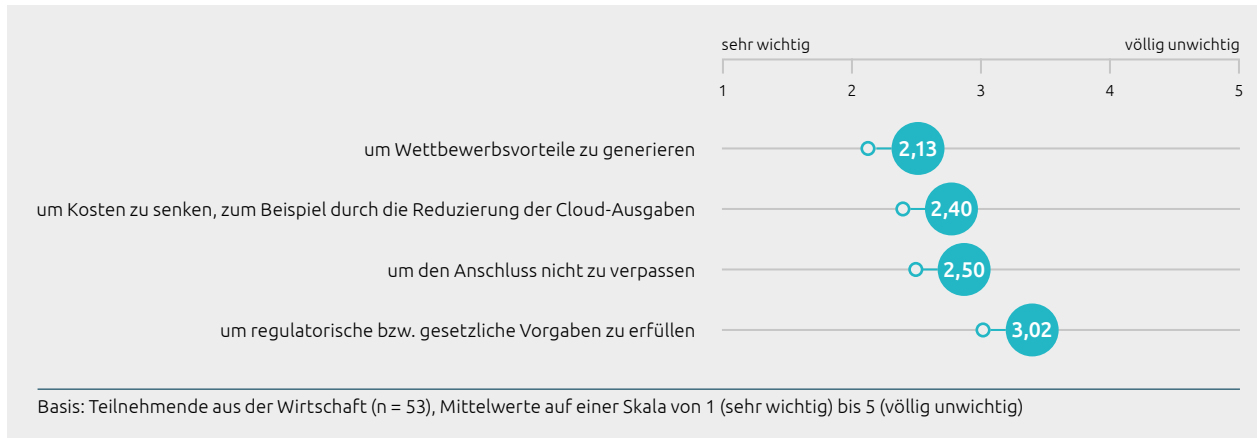 sehr wichtig völlig unwichtig
1 2 3 4 5
um Wettbewerbsvorteile zu generieren 2,13
um Kosten zu senken, zum Beispiel durch die Reduzierung der Cloud-Ausgaben 2,40
um den Anschluss nicht zu verpassen 2,50
um regulatorische bzw. gesetzliche Vorgaben zu erfüllen 3,02
Basis: Teilnehmende aus der Wirtschaft (n = 53), Mittelwerte auf einer Skala von 1 (sehr wichtig) bis 5 (völlig unwichtig)